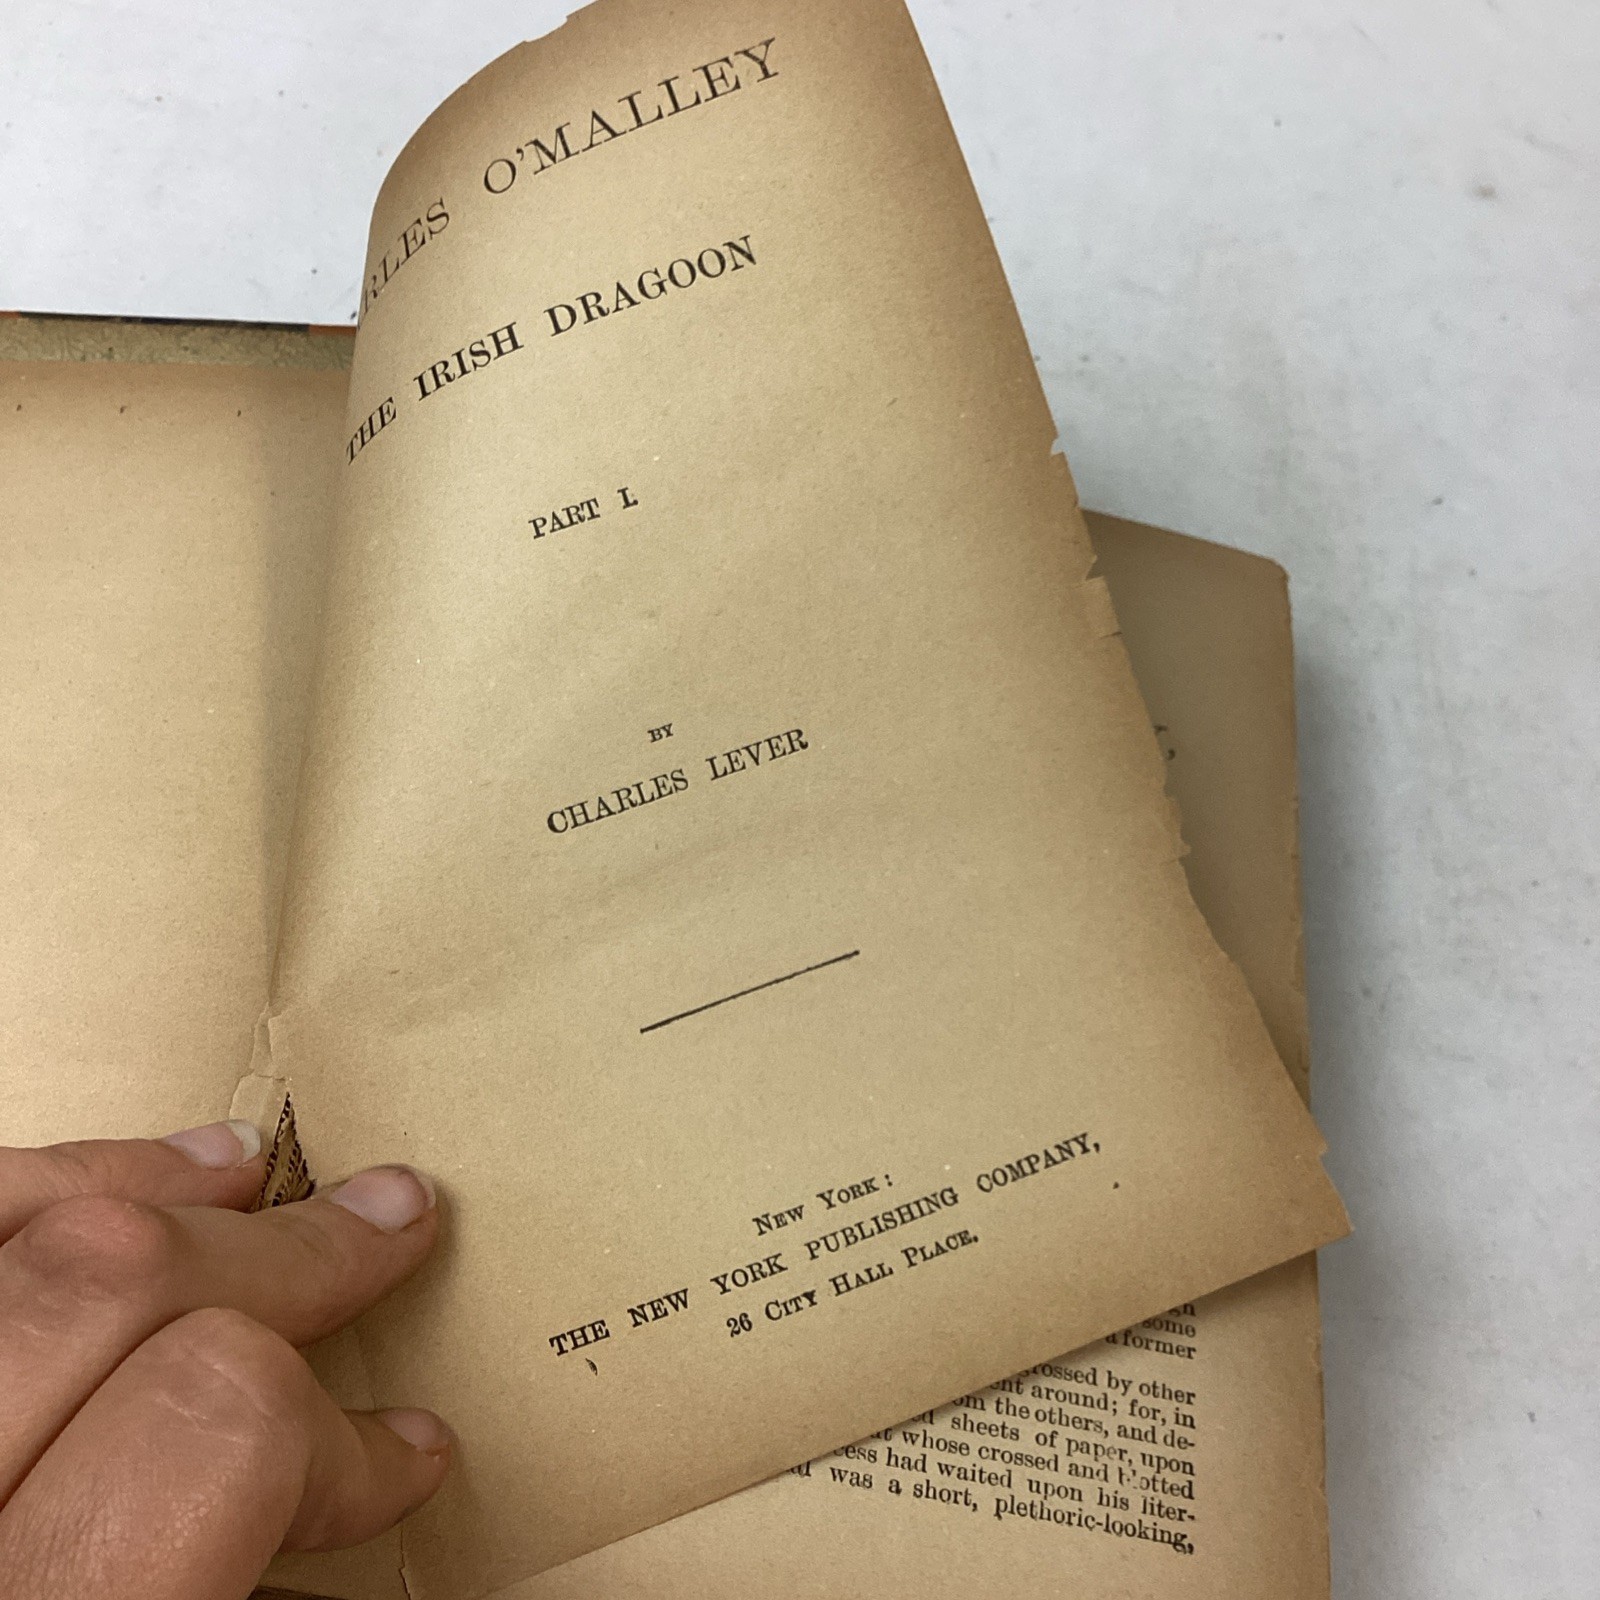 O'MALLEY
THE IRISH DRAGOON
PART I.
BY
CHARLES LEVER
NEW YORK:
THE NEW YORK PUBLISHING COMPANY,
26 CITY HALL PLACE.
some
a former
crossed by other
around; for, in
the others, and de-
sheets of paper, upon
whose crossed and blotted
had waited upon his liter-
was a short, plethoric-looking,